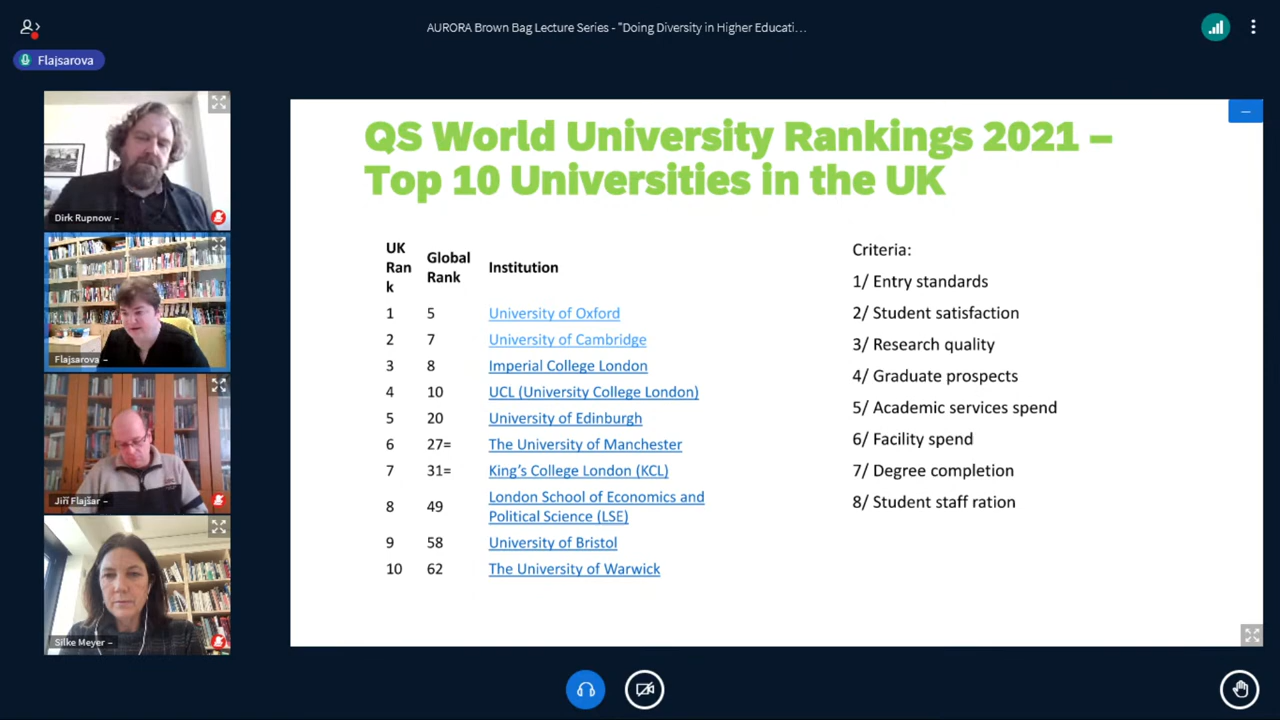 AURORA Brown Bag Lecture Series - "Doing Diversity in Higher Educati…
Flajsarova
Dirk Rupnow –
Flajsarova –
Jiří Flajšar –
Silke Meyer –
QS World University Rankings 2021 –
Top 10 Universities in the UK
UK
Ran
k
Global
Rank
Institution
1 5 University of Oxford
2 7 University of Cambridge
3 8 Imperial College London
4 10 UCL (University College London)
5 20 University of Edinburgh
6 27= The University of Manchester
7 31= King's College London (KCL)
8 49 London School of Economics and
Political Science (LSE)
9 58 University of Bristol
10 62 The University of Warwick
Criteria:
1/ Entry standards
2/ Student satisfaction
3/ Research quality
4/ Graduate prospects
5/ Academic services spend
6/ Facility spend
7/ Degree completion
8/ Student staff ration